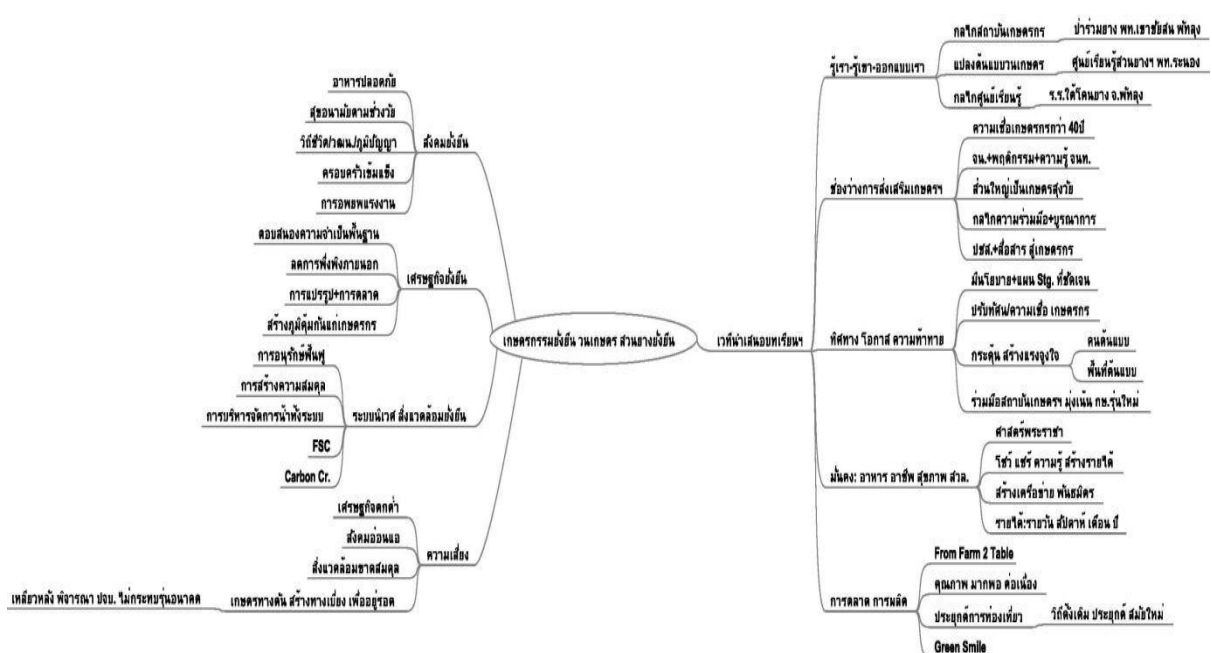 เกษตรกรรมยั่งยืน วนเกษตร สวนยางยั่งยืน
สังคมยั่งยืน
อาหารปลอดภัย
สุขอนามัยตามช่วงวัย
วิถีชีวิต/วฒน./ภูมิปัญญา
ครอบครัวเข้มแข็ง
การอพยพแรงงาน
เศรษฐกิจยั่งยืน
ตอบสนองความจำเป็นพื้นฐาน
ลดการพึ่งพิงภายนอก
การแปรรูป+การตลาด
สร้างภูมิคุ้มกันแก่เกษตรกร
ระบบนิเวศ สิ่งแวดล้อมยั่งยืน
การอนุรักษ์ฟื้นฟู
การสร้างความสมดุล
การบริหารจัดการน้ำทั้งระบบ
FSC
Carbon Cr.
ความเสี่ยง
เศรษฐกิจตกต่ำ
สังคมอ่อนแอ
สิ่งแวดล้อมขาดสมดุล
เกษตรทางตัน สร้างทางเบี่ยง เพื่ออยู่รอด
เหลียวหลัง พิจารณา ปจบ. ไม่กระทบรุ่นอนาคต
เวทีนำเสนอบทเรียนฯ
รู้เรา-รู้เขา-ออกแบบเรา
กลไกสถาบันเกษตรกร
ป่าร่วมยาง พท.เขาชัยสน พัทลุง
แปลงต้นแบบวนเกษตร
ศูนย์เรียนรู้สวนยางฯ พท.ระนอง
กลไกศูนย์เรียนรู้
ร.ร.ใต้โคนยาง จ.พัทลุง
ช่องว่างการส่งเสริมเกษตรฯ
ความเชื่อเกษตรกรกว่า 40ปี
จน.+พฤติกรรม+ความรู้ จนท.
ส่วนใหญ่เป็นเกษตรสูงวัย
กลไกความร่วมมือ+บูรณาการ
ปชส.+สื่อสาร สู่เกษตรกร
ทิศทาง โอกาส ความท้าทาย
มีนโยบาย+แผน Stg. ที่ชัดเจน
ปรับทัศน/ความเชื่อ เกษตรกร
กระตุ้น สร้างแรงจูงใจ
คนต้นแบบ
พื้นที่ต้นแบบ
ร่วมมือสถาบันเกษตรฯ มุ่งเน้น กษ.รุ่นใหม่
มั่นคง: อาหาร อาชีพ สุขภาพ สวล.
ศาสตร์พระราชา
โชว์ แชร์ ความรู้ สร้างรายได้
สร้างเครือข่าย พันธมิตร
รายได้:รายวัน สัปดาห์ เดือน ปี
การตลาด การผลิต
From Farm 2 Table
คุณภาพ มากพอ ต่อเนื่อง
ประยุกต์การท่องเที่ยว
วิถีดั้งเดิม ประยุกต์ สมัยใหม่
Green Smile